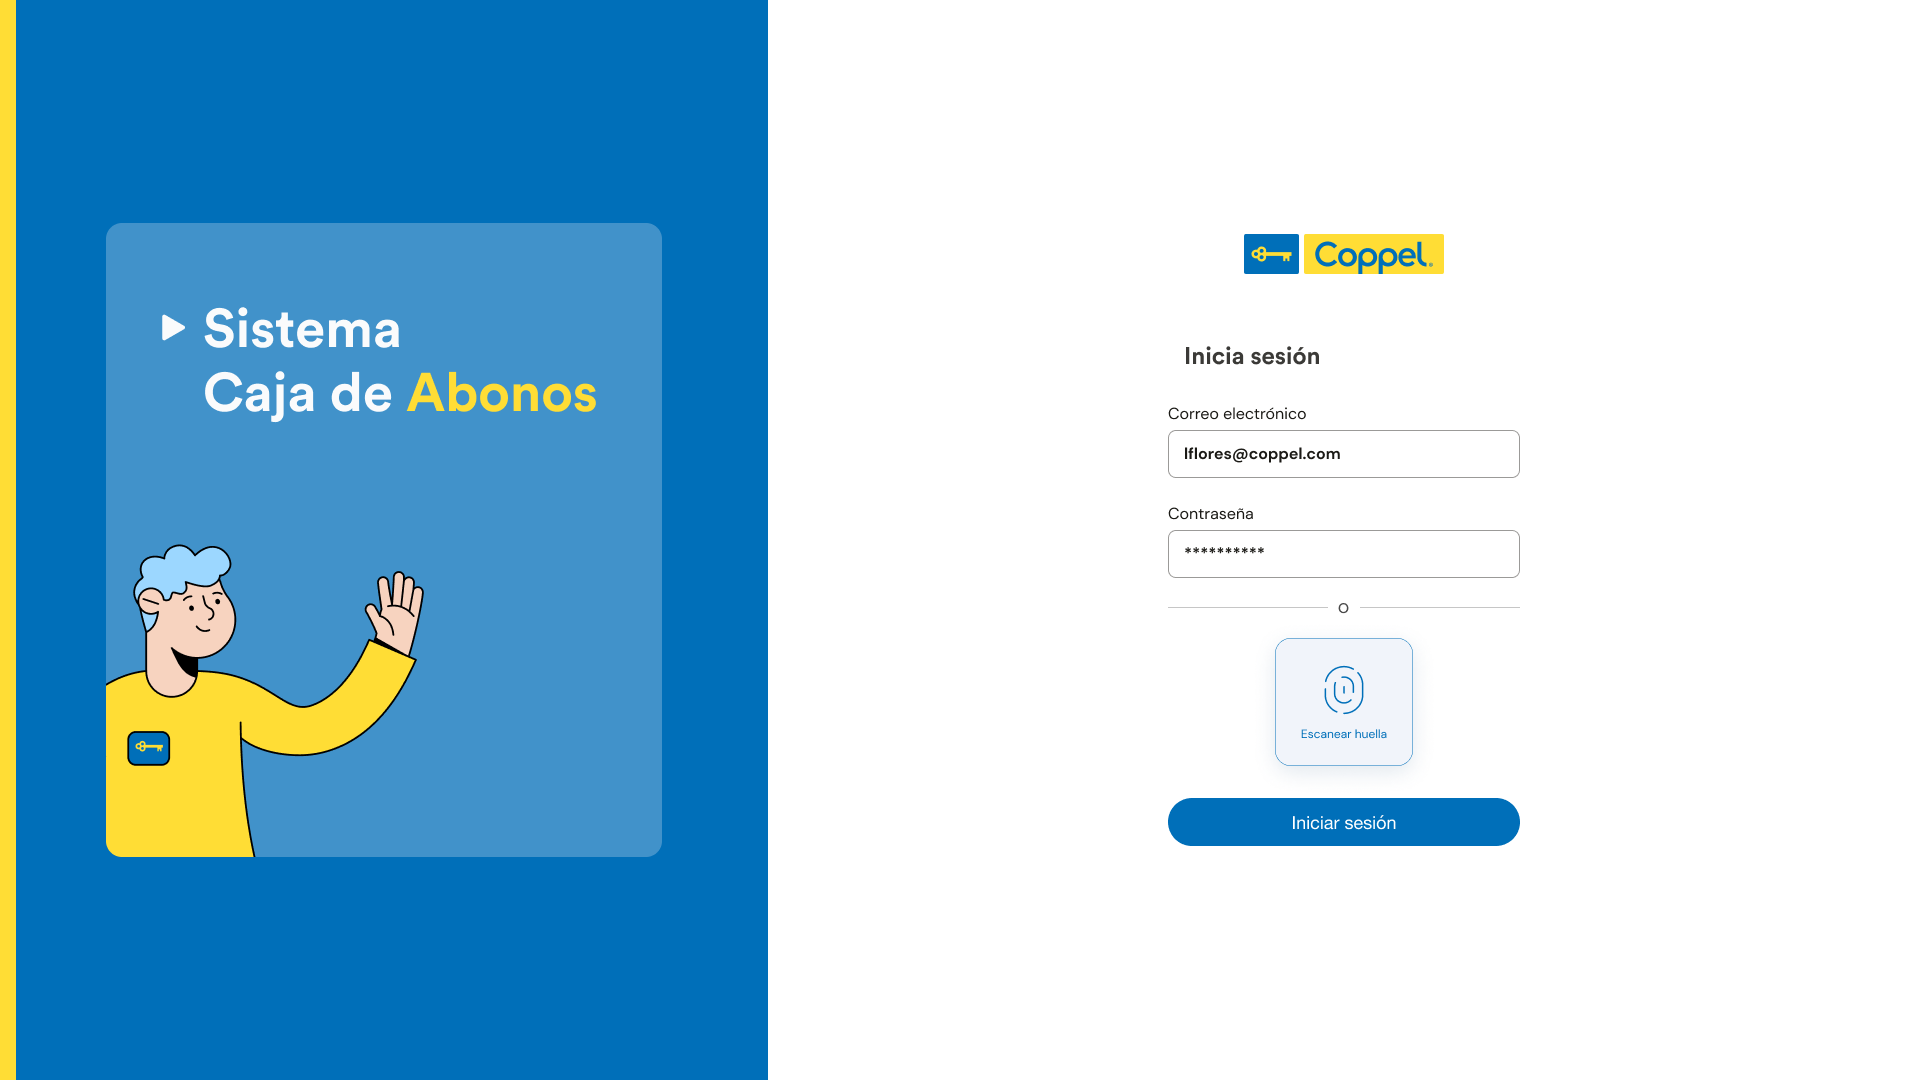 Sistema
Caja de Abonos
Coppel.
Inicia sesión
Correo electrónico
lflores@coppel.com
Contraseña
**********
O
Escanear huella
Iniciar sesión